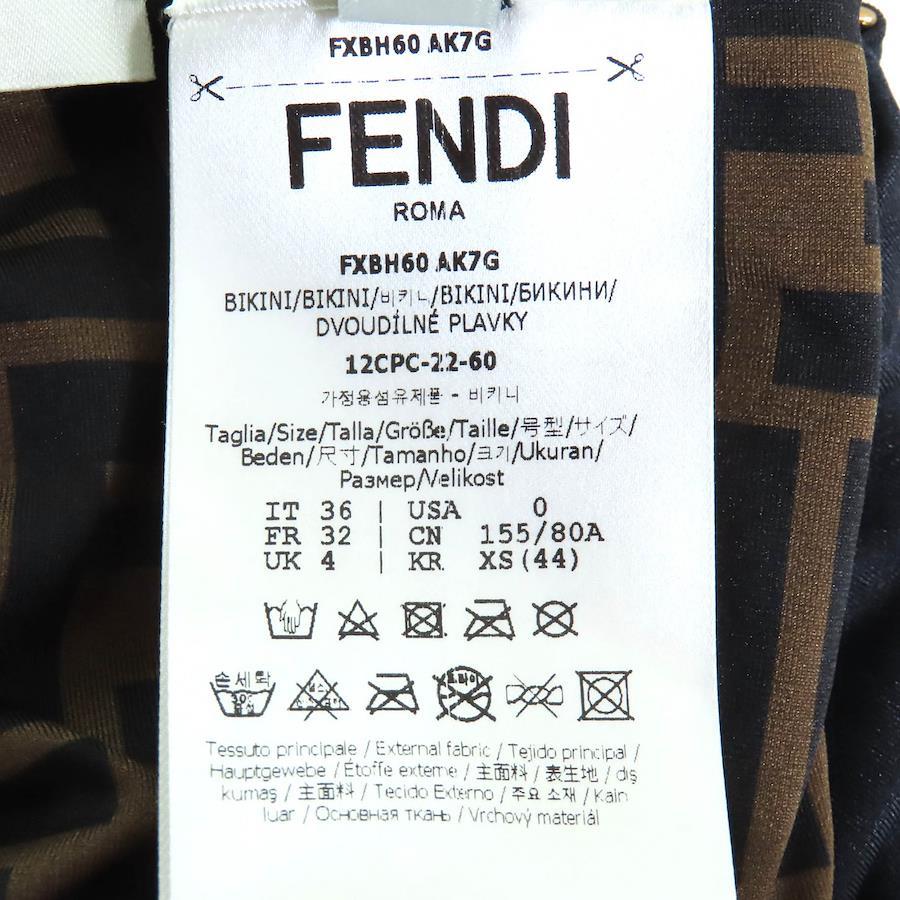 FXBH60 AK7G
FENDI
ROMA
FXBH60 AK7G
BIKINI/BIKINI/비키니/BIKINI/БИКИНИ/
DVOUDÍLNÉ PLAVKY
12CPC-22-60
가정용섬유제품 - 비키니
Taglia/Size/Talla/Größe/Taille/号型/サイズ/
Beden/尺寸/Tamanho/크기/Ukuran/
Размер/Velikost
IT 36 | USA 0
FR 32 | CN 155/80A
UK 4 | KR XS(44)
손세탁
30℃
Tessuto principale / External fabric / Tejido principal /
Hauptgewebe / Étoffe externe / 主面料 / 表生地 / dış
kumaş / 主面料 / Tecido Externo / 주요 소재 / Kain
luar / Основная ткань / Vrchový materiál